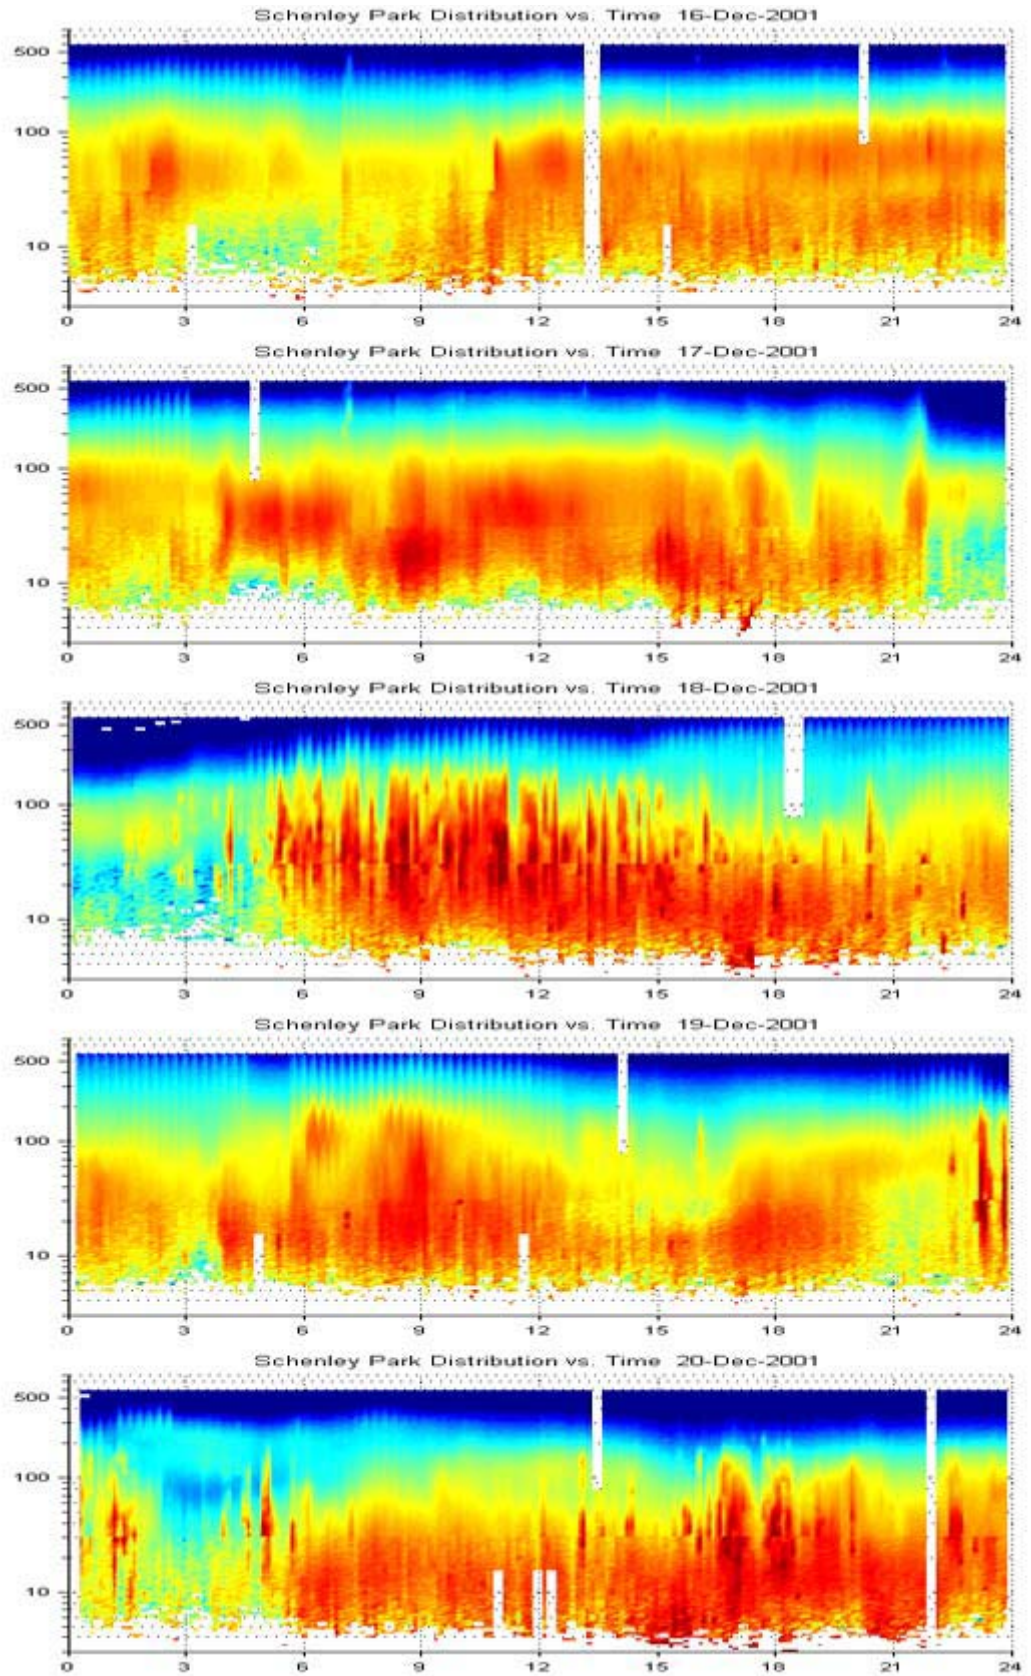 Schenley Park Distribution vs. Time 16-Dec-2001
500
100
10
0 3 6 9 12 15 18 21 24
Schenley Park Distribution vs. Time 17-Dec-2001
500
100
10
0 3 6 9 12 15 18 21 24
Schenley Park Distribution vs. Time 18-Dec-2001
500
100
10
0 3 6 9 12 15 18 21 24
Schenley Park Distribution vs. Time 19-Dec-2001
500
100
10
0 3 6 9 12 15 18 21 24
Schenley Park Distribution vs. Time 20-Dec-2001
500
100
10
0 3 6 9 12 15 18 21 24